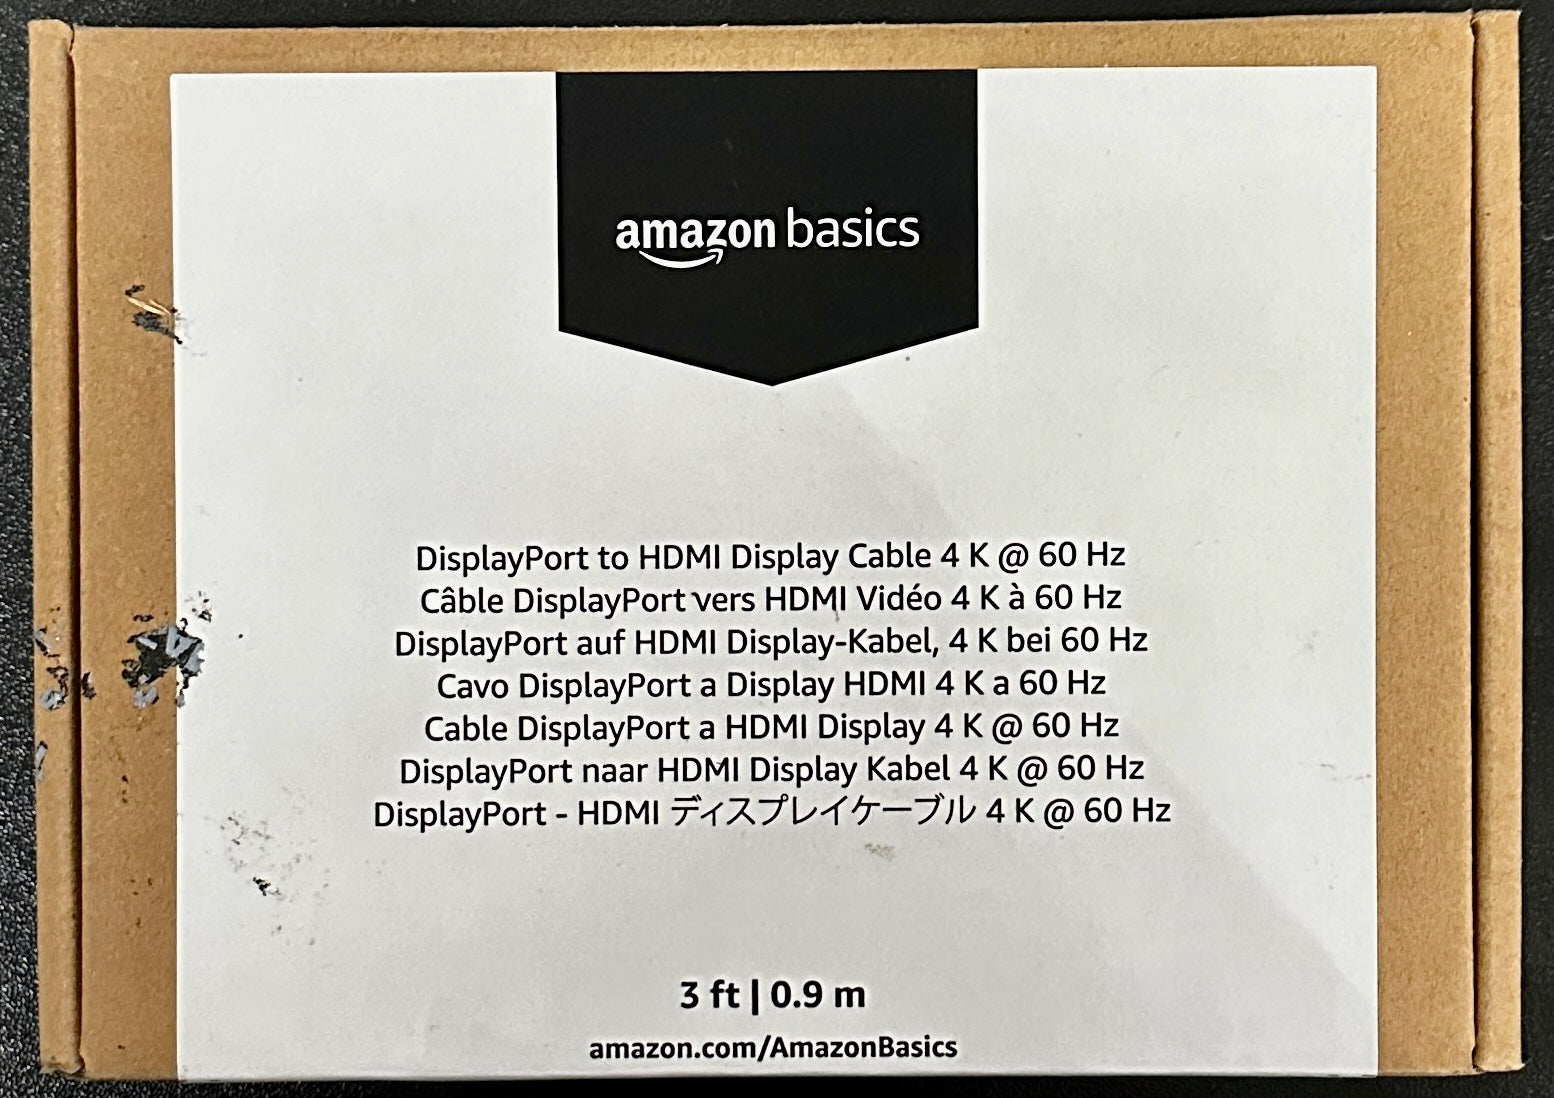 amazon basics
DisplayPort to HDMI Display Cable 4 K @ 60 Hz
Câble DisplayPort vers HDMI Vidéo 4 K à 60 Hz
DisplayPort auf HDMI Display-Kabel, 4 K bei 60 Hz
Cavo DisplayPort a Display HDMI 4 K a 60 Hz
Cable DisplayPort a HDMI Display 4 K @ 60 Hz
DisplayPort naar HDMI Display Kabel 4 K @ 60 Hz
DisplayPort - HDMI ディスプレイケーブル 4 K @ 60 Hz
3 ft | 0.9 m
amazon.com/AmazonBasics